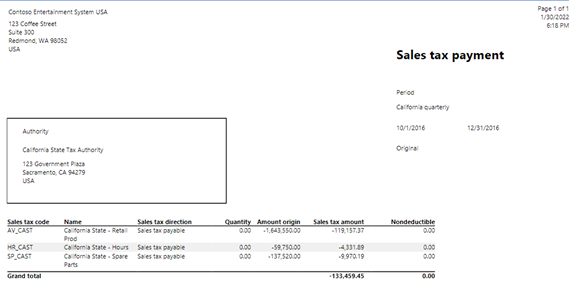 Contoso Entertainment System USA
Page 1 of 1
123 Coffee Street
1/30/2022
Suite 300
6:18 PM
Redmond, WA 98052
USA
Sales tax payment
Period
California quarterly
Authority
10/1/2016 12/31/2016
California State Tax Authority
Original
123 Government Plaza
Sacramento, CA 94279
USA
Sales tax code Name Sales tax direction Quantity Amount origin Sales tax amount Nondeductible
AV_CAST California State - Retail Sales tax payable 0.00 -1,643,550.00 -119,157.37 0.00
Prod
HR_CAST California State - Hours Sales tax payable 0.00 -59,750.00 -4,331.89 0.00
SP_CAST California State - Spare Sales tax payable 0.00 -137,520.00 -9,970.19 0.00
Parts
Grand total -133,459.45 0.00